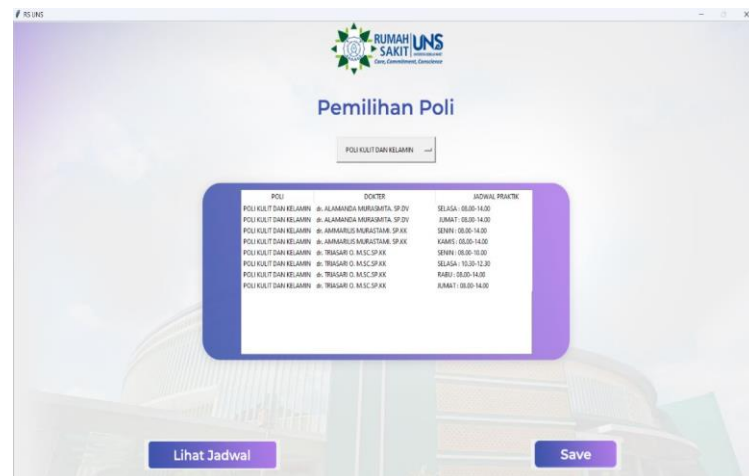 RS UNS
RUMAH SAKIT UNS
Care, Commitment, Conscience
Pemilihan Poli
POLI KULIT DAN KELAMIN
POLI DOKTER JADWAL PRAKTIK
POLI KULIT DAN KELAMIN dr. ALAMANDA MURASMITA. SP.DV SELASA : 08.00-14.00
POLI KULIT DAN KELAMIN dr. ALAMANDA MURASMITA. SP.DV JUMAT : 08.00-14.00
POLI KULIT DAN KELAMIN dr. AMMARILIS MURASTAMI. SP.KK SENIN : 08.00-14.00
POLI KULIT DAN KELAMIN dr. AMMARILIS MURASTAMI. SP.KK KAMIS : 08.00-14.00
POLI KULIT DAN KELAMIN dr. TRIASARI O. M.SC.SP.KK SENIN : 08.00-10.00
POLI KULIT DAN KELAMIN dr. TRIASARI O. M.SC.SP.KK SELASA : 10.30-12.30
POLI KULIT DAN KELAMIN dr. TRIASARI O. M.SC.SP.KK RABU : 08.00-14.00
POLI KULIT DAN KELAMIN dr. TRIASARI O. M.SC.SP.KK JUMAT : 08.00-14.00
Lihat Jadwal
Save